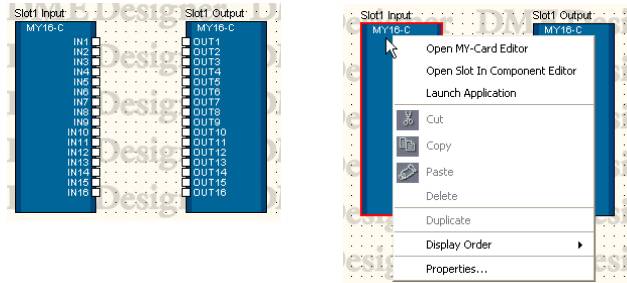 Slot1 Input
Slot1 Output
MY16-C
MY16-C
IN1
IN2
IN3
IN4
IN5
IN6
IN7
IN8
IN9
IN10
IN11
IN12
IN13
IN14
IN15
IN16
OUT1
OUT2
OUT3
OUT4
OUT5
OUT6
OUT7
OUT8
OUT9
OUT10
OUT11
OUT12
OUT13
OUT14
OUT15
OUT16
Slot1 Input
Slot1 Output
MY16-C
MY16-C
Open MY-Card Editor
Open Slot In Component Editor
Launch Application
Cut
Copy
Paste
Delete
Duplicate
Display Order
Properties...